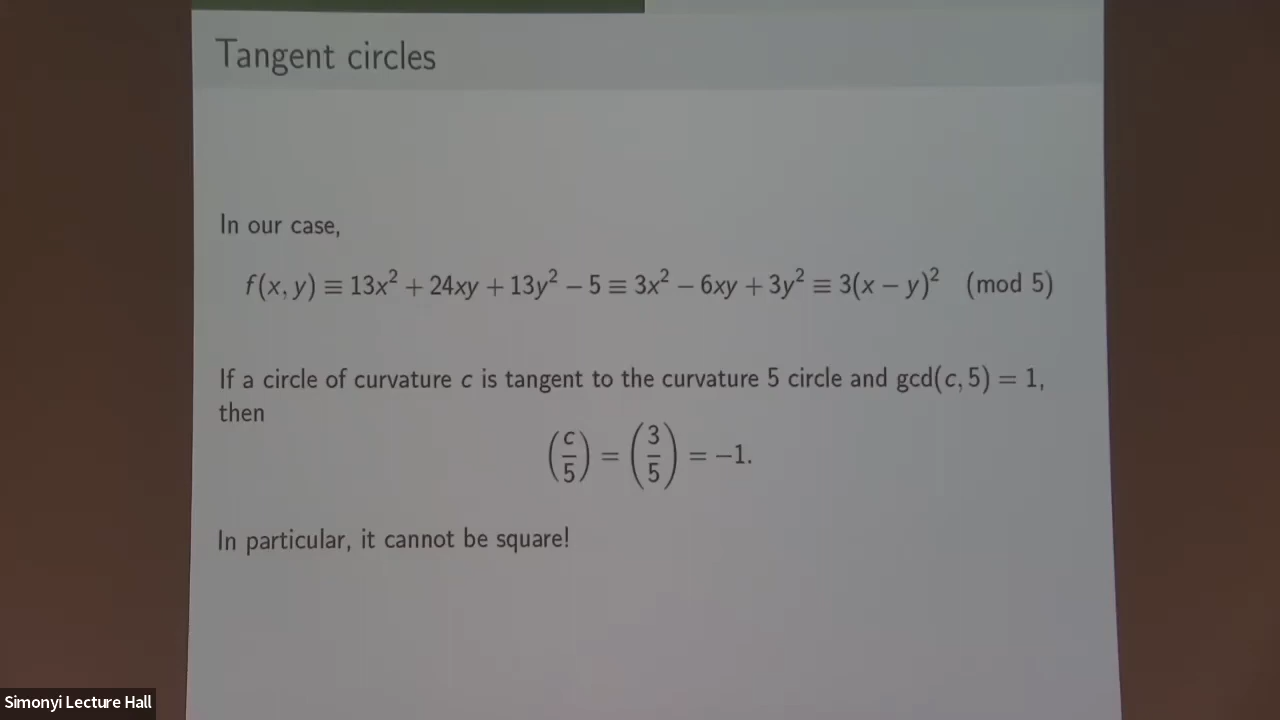 Tangent circles
In our case,
f(x, y) ≡ 13x² + 24xy + 13y² − 5 ≡ 3x² − 6xy + 3y² ≡ 3(x − y)² (mod 5)
If a circle of curvature c is tangent to the curvature 5 circle and gcd(c, 5) = 1,
then
(c/5) = (3/5) = −1.
In particular, it cannot be square!
Simonyi Lecture Hall